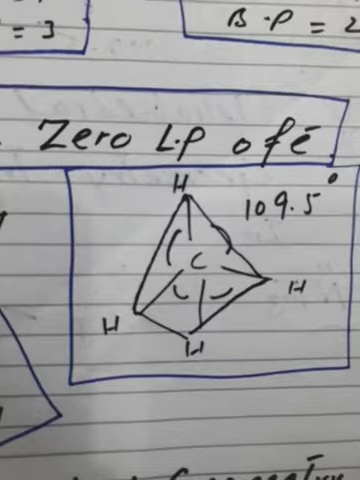 = 3
B.P = 2
Zero L.P of é
H
109.5°
C
H
H
H